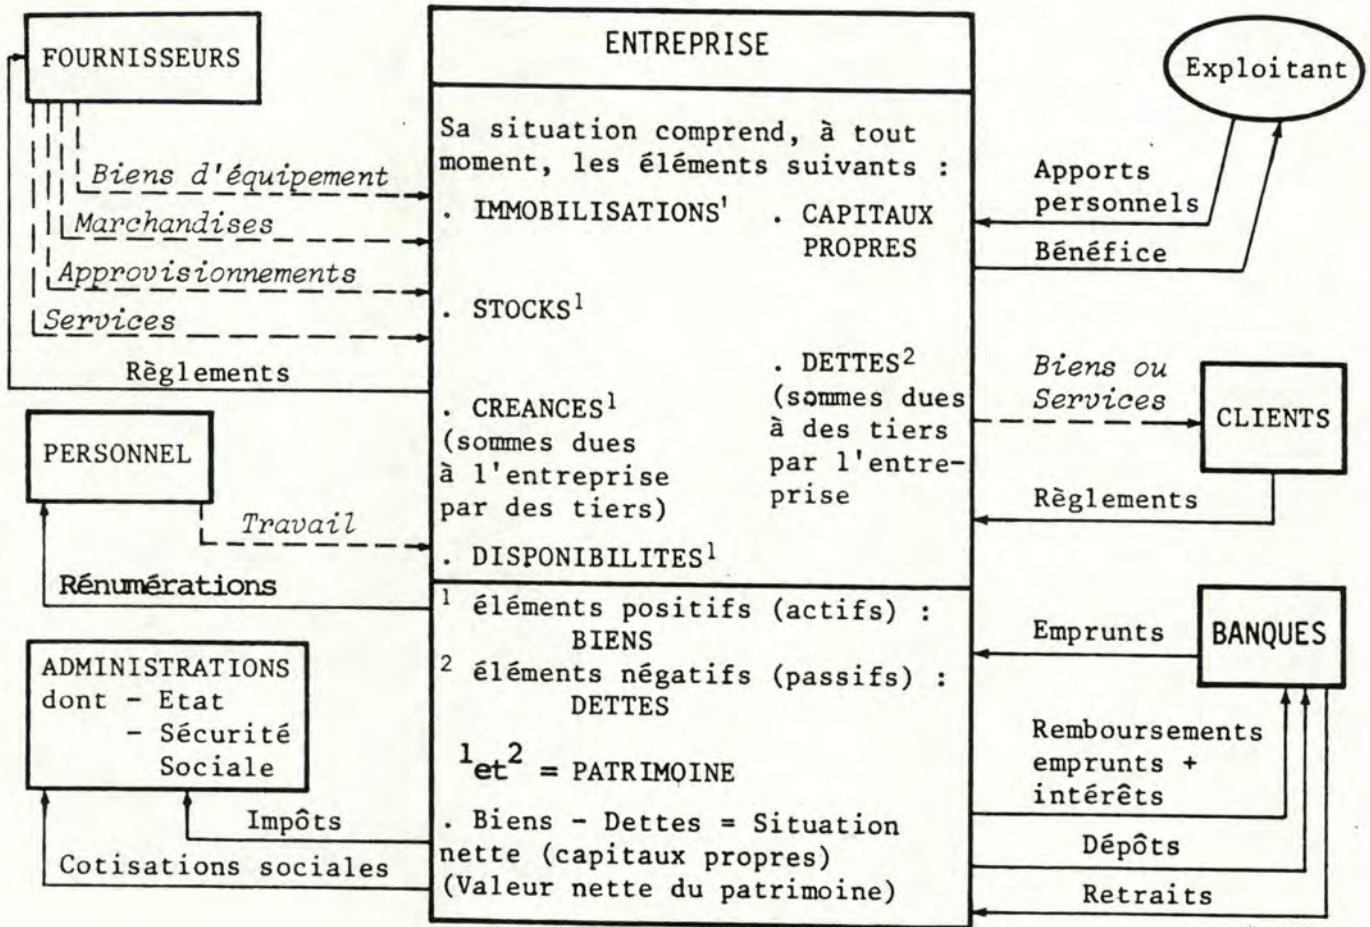 FOURNISSEURS
Biens d'équipement
Marchandises
Approvisionnements
Services
Règlements
PERSONNEL
Travail
Rénumérations
ADMINISTRATIONS
dont - Etat
- Sécurité
Sociale
Impôts
Cotisations sociales
ENTREPRISE
Sa situation comprend, à tout
moment, les éléments suivants :
. IMMOBILISATIONS¹
. STOCKS¹
. CREANCES¹
(sommes dues
à l'entreprise
par des tiers)
. DISPONIBILITES¹
. CAPITAUX
PROPRES
. DETTES²
(sommes dues
à des tiers
par l'entre-
prise
¹ éléments positifs (actifs) :
BIENS
² éléments négatifs (passifs) :
DETTES
¹et² = PATRIMOINE
. Biens - Dettes = Situation
nette (capitaux propres)
(Valeur nette du patrimoine)
Exploitant
Apports
personnels
Bénéfice
Biens ou
Services
CLIENTS
Règlements
Emprunts
BANQUES
Remboursements
emprunts +
intérêts
Dépôts
Retraits